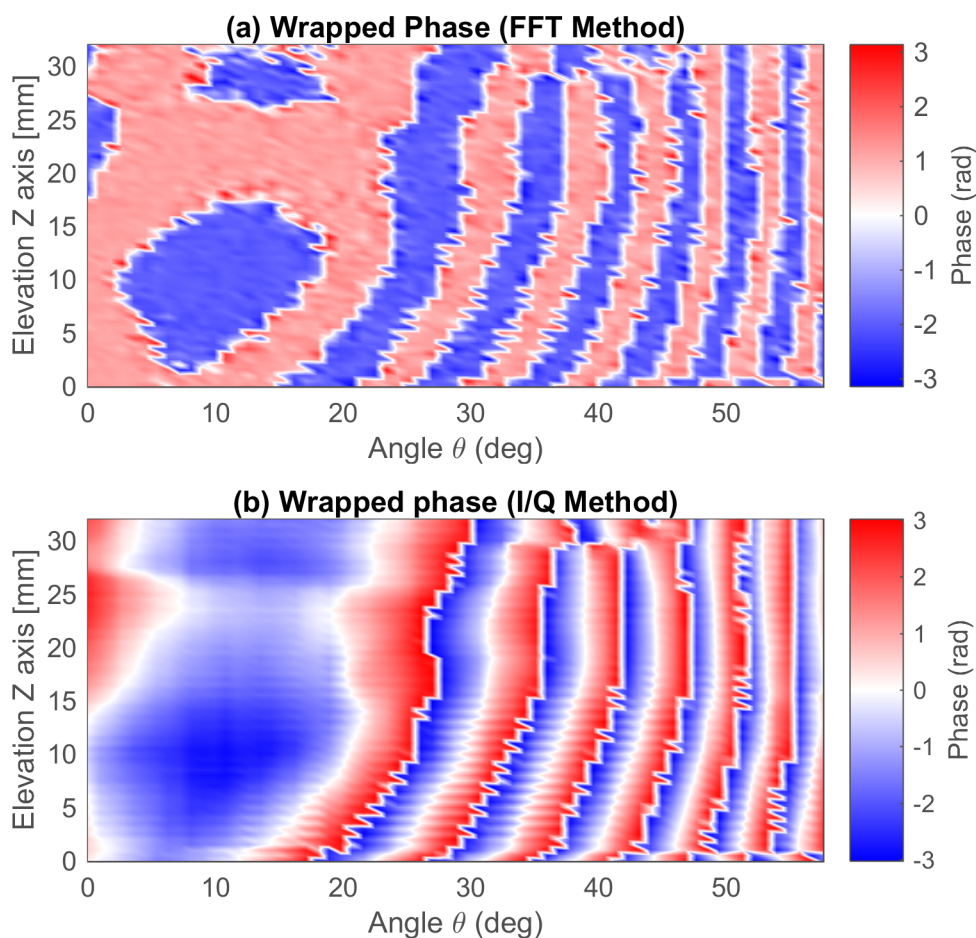 (a) Wrapped Phase (FFT Method)
Elevation Z axis [mm]
30
25
20
15
10
5
0
0 10 20 30 40 50
Angle θ (deg)
3
2
1
0
-1
-2
-3
Phase (rad)
(b) Wrapped phase (I/Q Method)
Elevation Z axis [mm]
30
25
20
15
10
5
0
0 10 20 30 40 50
Angle θ (deg)
3
2
1
0
-1
-2
-3
Phase (rad)